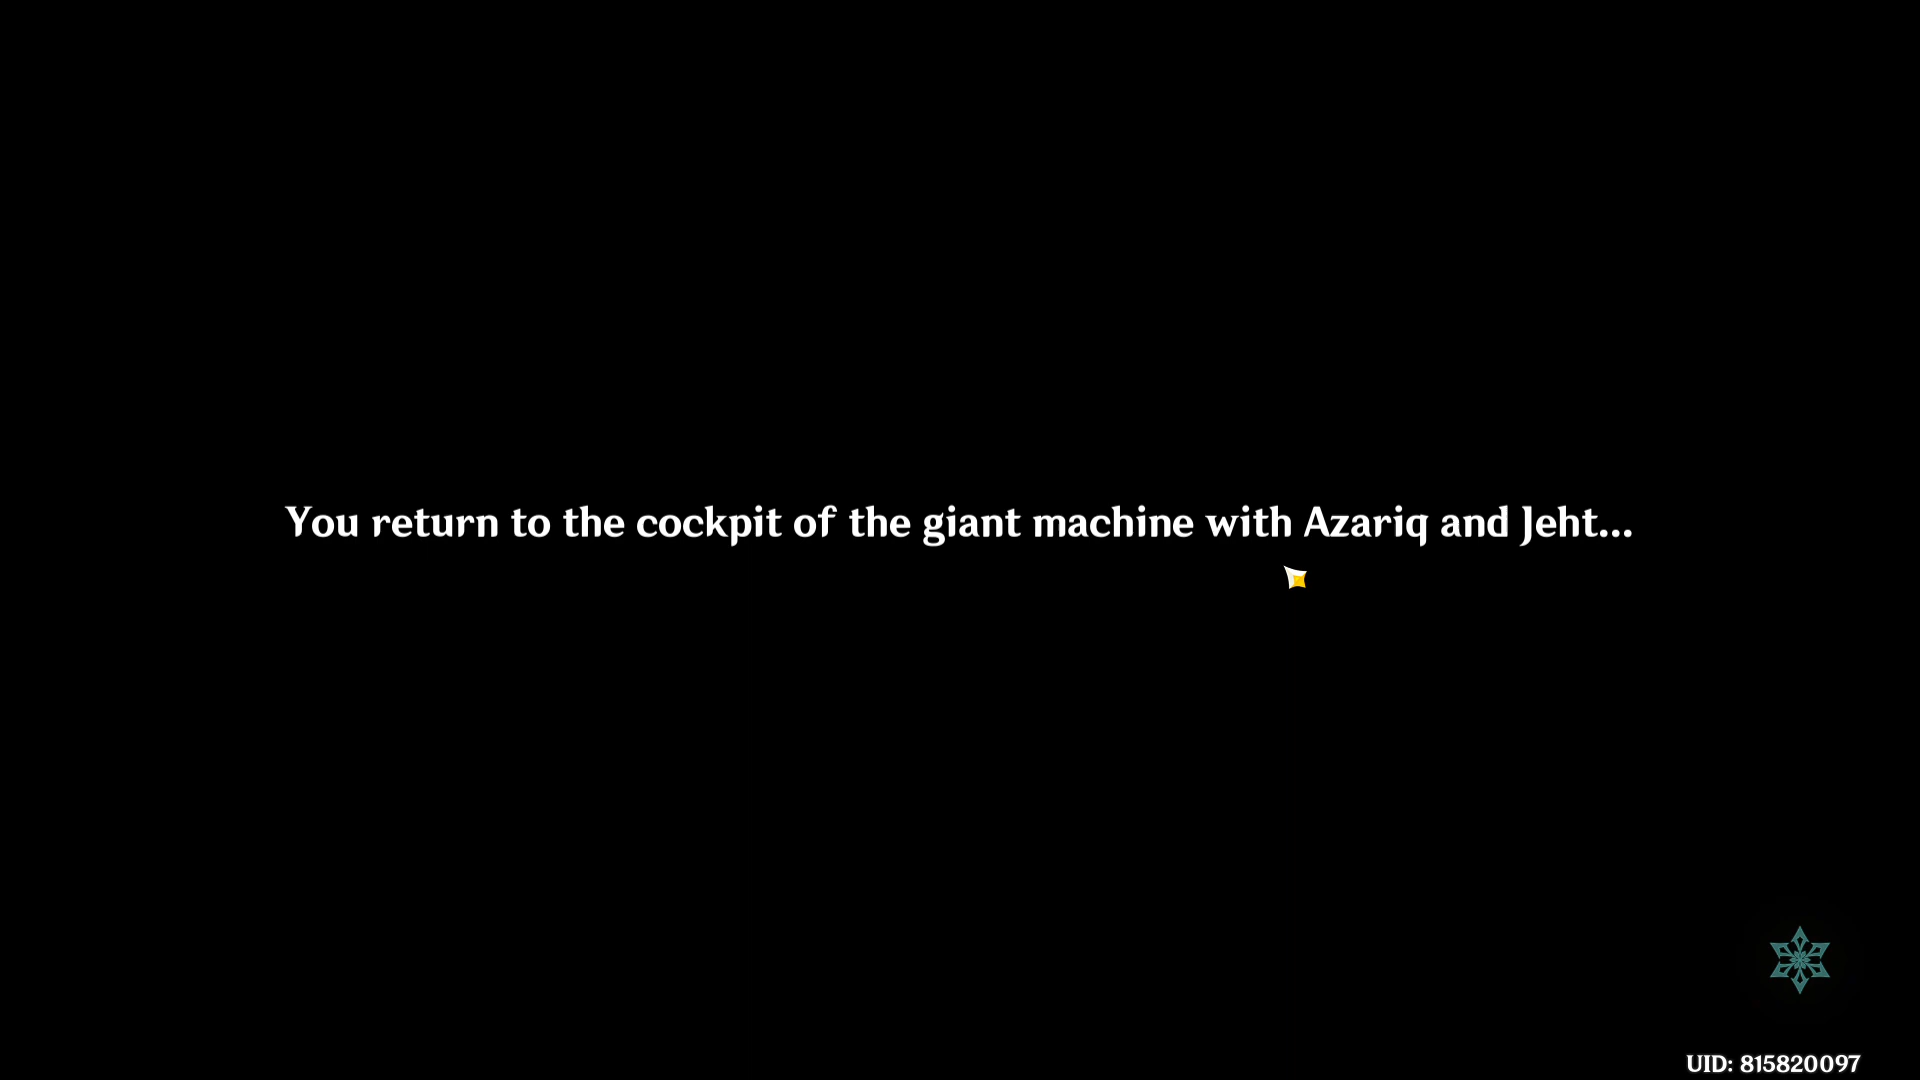 You return to the cockpit of the giant machine with Azariq and Jeht...
UID: 815820097